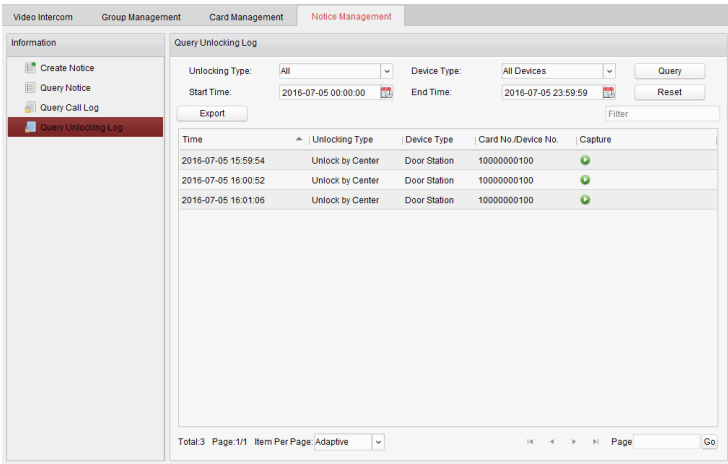 Video Intercom Group Management Card Management Notice Management
Information
Create Notice
Query Notice
Query Call Log
Query Unlocking Log
Query Unlocking Log
Unlocking Type: All Device Type: All Devices Query
Start Time: 2016-07-05 00:00:00 End Time: 2016-07-05 23:59:59 Reset
Export Filter
Time Unlocking Type Device Type Card No./Device No. Capture
2016-07-05 15:59:54 Unlock by Center Door Station 10000000100
2016-07-05 16:00:52 Unlock by Center Door Station 10000000100
2016-07-05 16:01:06 Unlock by Center Door Station 10000000100
Total:3 Page:1/1 Item Per Page: Adaptive Page Go